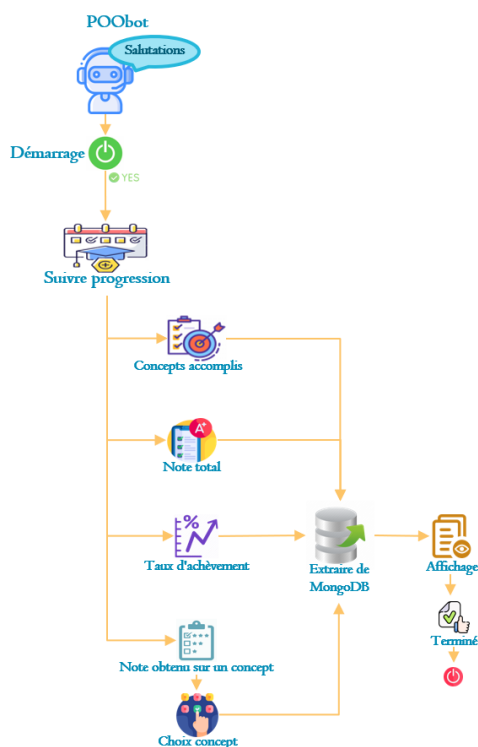 POObot
Salutations
Démarrage
YES
Suivre progression
Concepts accomplis
A+
Note total
%
Taux d'achèvement
Extraire de
MongoDB
Affichage
Terminé
Note obtenu sur un concept
Choix concept